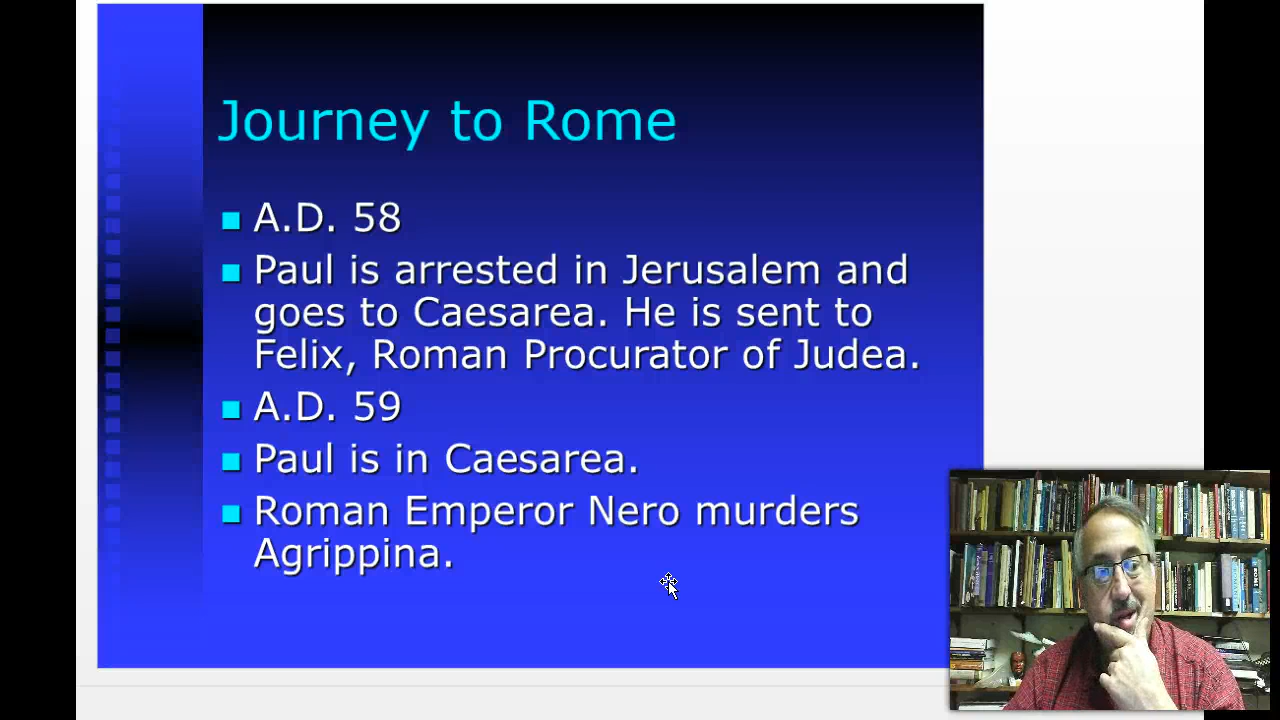 Journey to Rome
A.D. 58
Paul is arrested in Jerusalem and
goes to Caesarea. He is sent to
Felix, Roman Procurator of Judea.
A.D. 59
Paul is in Caesarea.
Roman Emperor Nero murders
Agrippina.